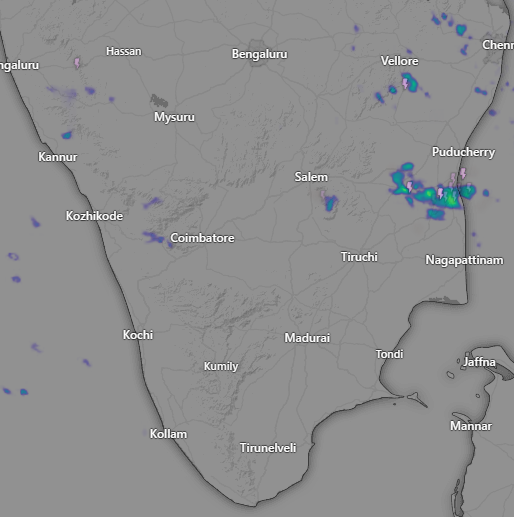 Hassan
Bengaluru
Chenn
ngaluru
Vellore
Mysuru
Kannur
Puducherry
Salem
Kozhikode
Coimbatore
Tiruchi
Nagapattinam
Kochi
Madurai
Tondi
Jaffna
Kumily
Mannar
Kollam
Tirunelveli